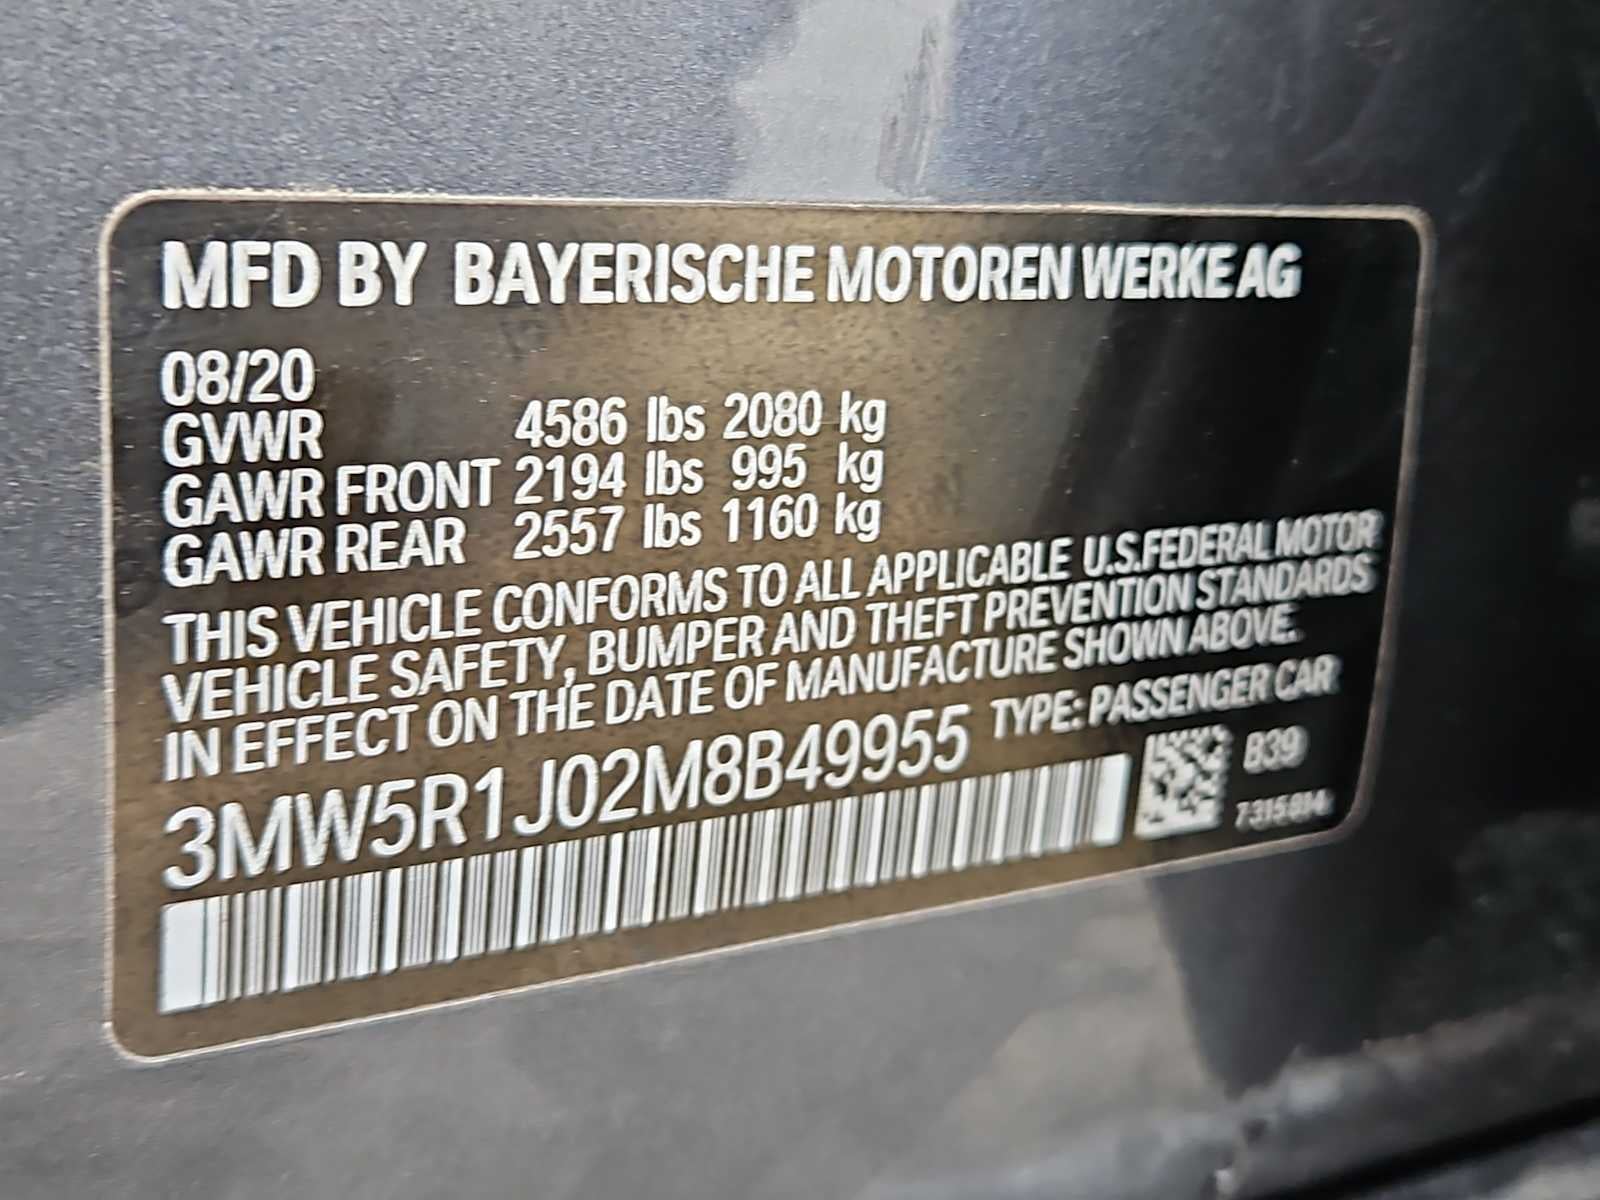 MFD BY BAYERISCHE MOTOREN WERKE AG
08/20
GVWR 4586 lbs 2080 kg
GAWR FRONT 2194 lbs 995 kg
GAWR REAR 2557 lbs 1160 kg
THIS VEHICLE CONFORMS TO ALL APPLICABLE U.S.FEDERAL MOTOR
VEHICLE SAFETY, BUMPER AND THEFT PREVENTION STANDARDS
IN EFFECT ON THE DATE OF MANUFACTURE SHOWN ABOVE.
3MW5R1J02M8B49955 TYPE: PASSENGER CAR
B39